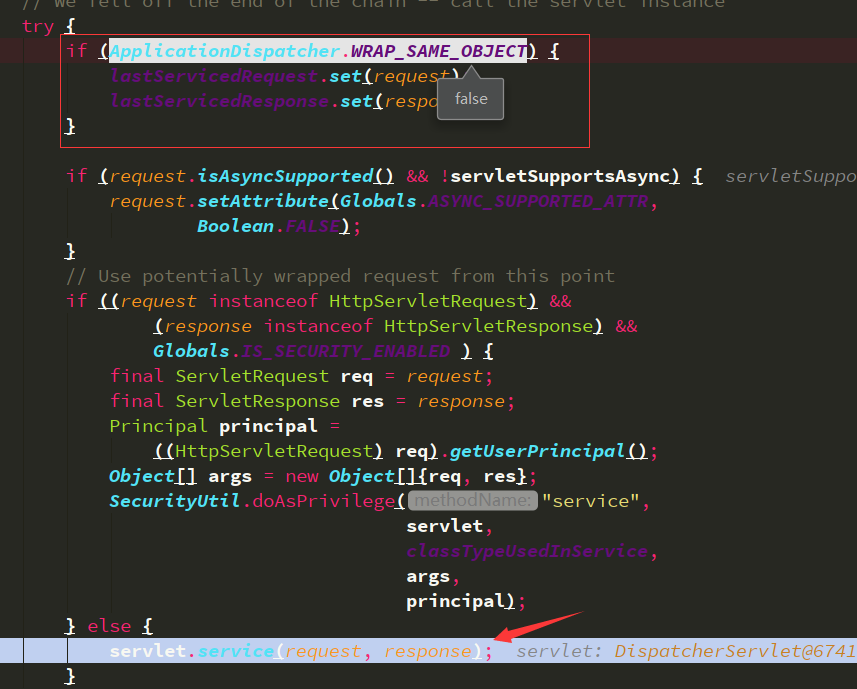 // We fell off the end of the chain -- call the servlet instance
try {
if (ApplicationDispatcher.WRAP_SAME_OBJECT) {
lastServicedRequest.set(request)
lastServicedResponse.set(respo
false
}
if (request.isAsyncSupported() && !servletSupportsAsync) { servletSuppo
request.setAttribute(Globals.ASYNC_SUPPORTED_ATTR,
Boolean.FALSE);
}
// Use potentially wrapped request from this point
if ((request instanceof HttpServletRequest) &&
(response instanceof HttpServletResponse) &&
Globals.IS_SECURITY_ENABLED ) {
final ServletRequest req = request;
final ServletResponse res = response;
Principal principal =
((HttpServletRequest) req).getUserPrincipal();
Object[] args = new Object[]{req, res};
SecurityUtil.doAsPrivilege( methodName: "service",
servlet,
classTypeUsedInService,
args,
principal);
} else {
servlet.service(request, response); servlet: DispatcherServlet@6741
}